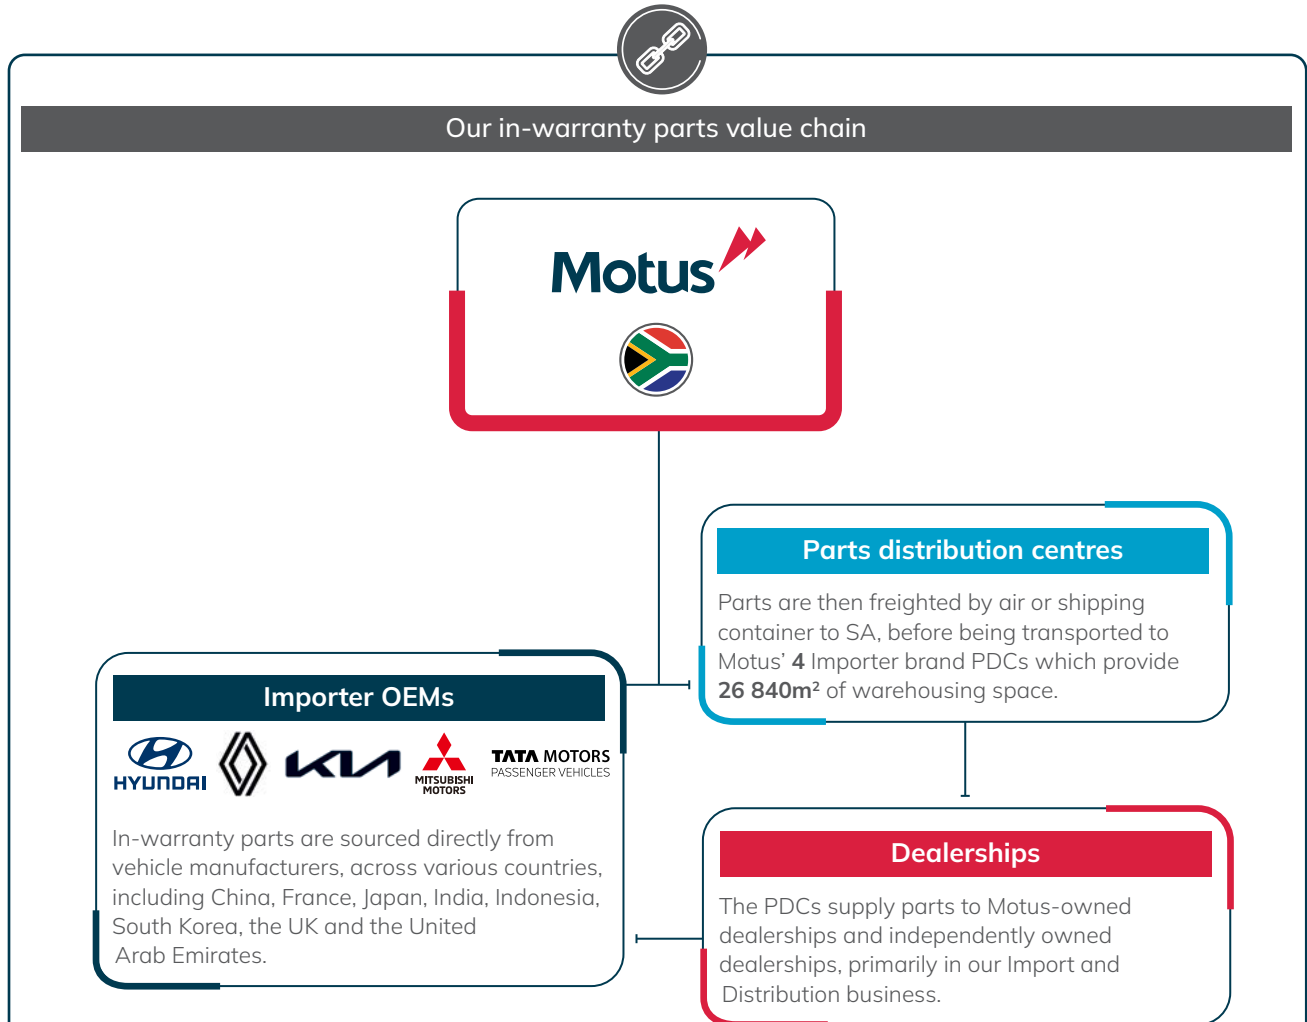 Our in-warranty parts value chain
Motus
Parts distribution centres
Parts are then freighted by air or shipping
container to SA, before being transported to
Motus’ 4 Importer brand PDCs which provide
26 840m² of warehousing space.
Importer OEMs
HYUNDAI
KIA
MITSUBISHI
MOTORS
TATA MOTORS
PASSENGER VEHICLES
In-warranty parts are sourced directly from
vehicle manufacturers, across various countries,
including China, France, Japan, India, Indonesia,
South Korea, the UK and the United
Arab Emirates.
Dealerships
The PDCs supply parts to Motus-owned
dealerships and independently owned
dealerships, primarily in our Import and
Distribution business.